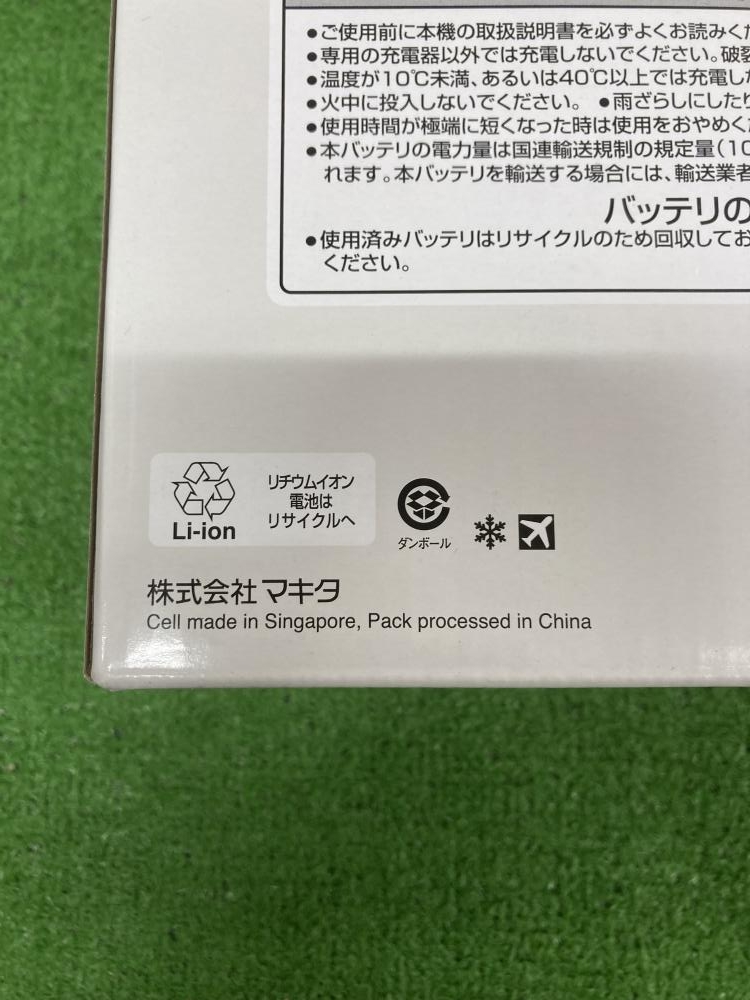 ●ご使用前に本機の取扱説明書を必ずよくお読みくだ
●専用の充電器以外では充電しないでください。破裂
●温度が10℃未満、あるいは40℃以上では充電し
●火中に投入しないでください。 ●雨ざらしにしたり
●使用時間が極端に短くなった時は使用をおやめく
●本バッテリの電力量は国連輸送規制の規定量(10
れます。本バッテリを輸送する場合には、輸送業者
バッテリの
●使用済みバッテリはリサイクルのため回収してお
ください。
リチウムイオン
電池は
リサイクルへ
Li-ion
ダンボール
株式会社 マキタ
Cell made in Singapore, Pack processed in China